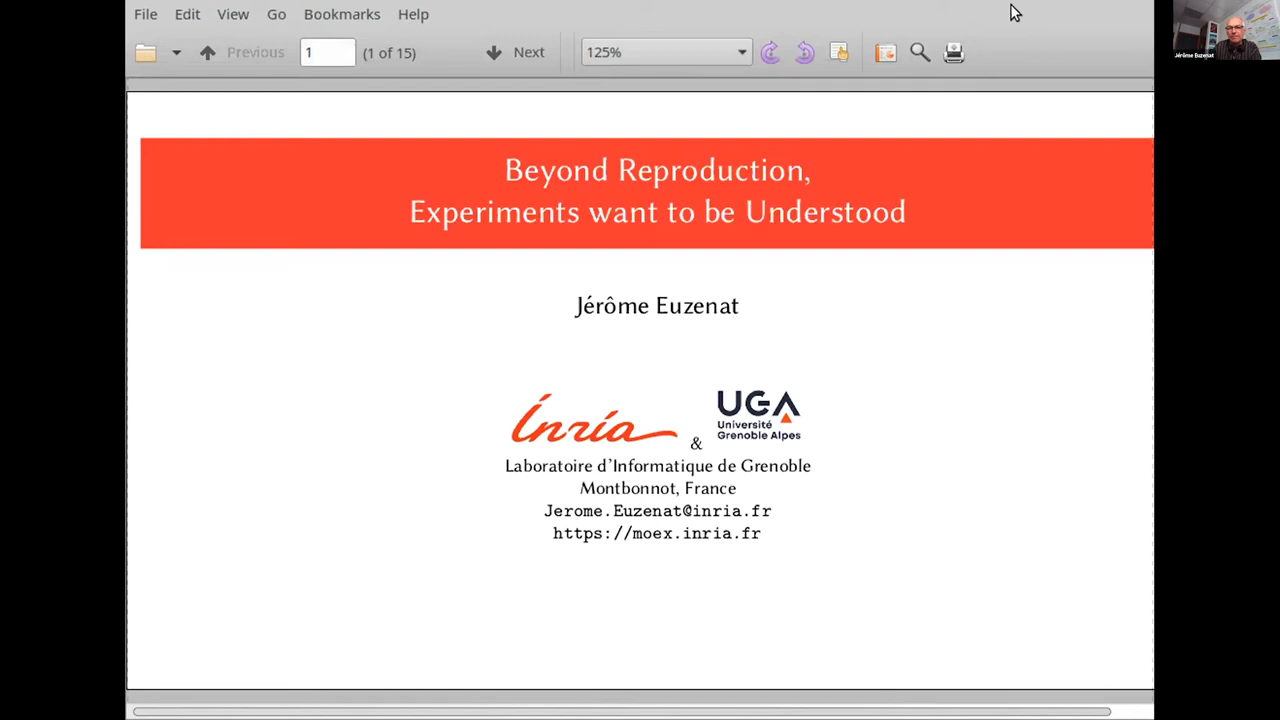 File Edit View Go Bookmarks Help
Previous 1 (1 of 15) Next 125%
Jérôme Euzenat
Beyond Reproduction,
Experiments want to be Understood
Jérôme Euzenat
Inria & UGA
Université
Grenoble Alpes
Laboratoire d'Informatique de Grenoble
Montbonnot, France
Jerome.Euzenat@inria.fr
https://moex.inria.fr